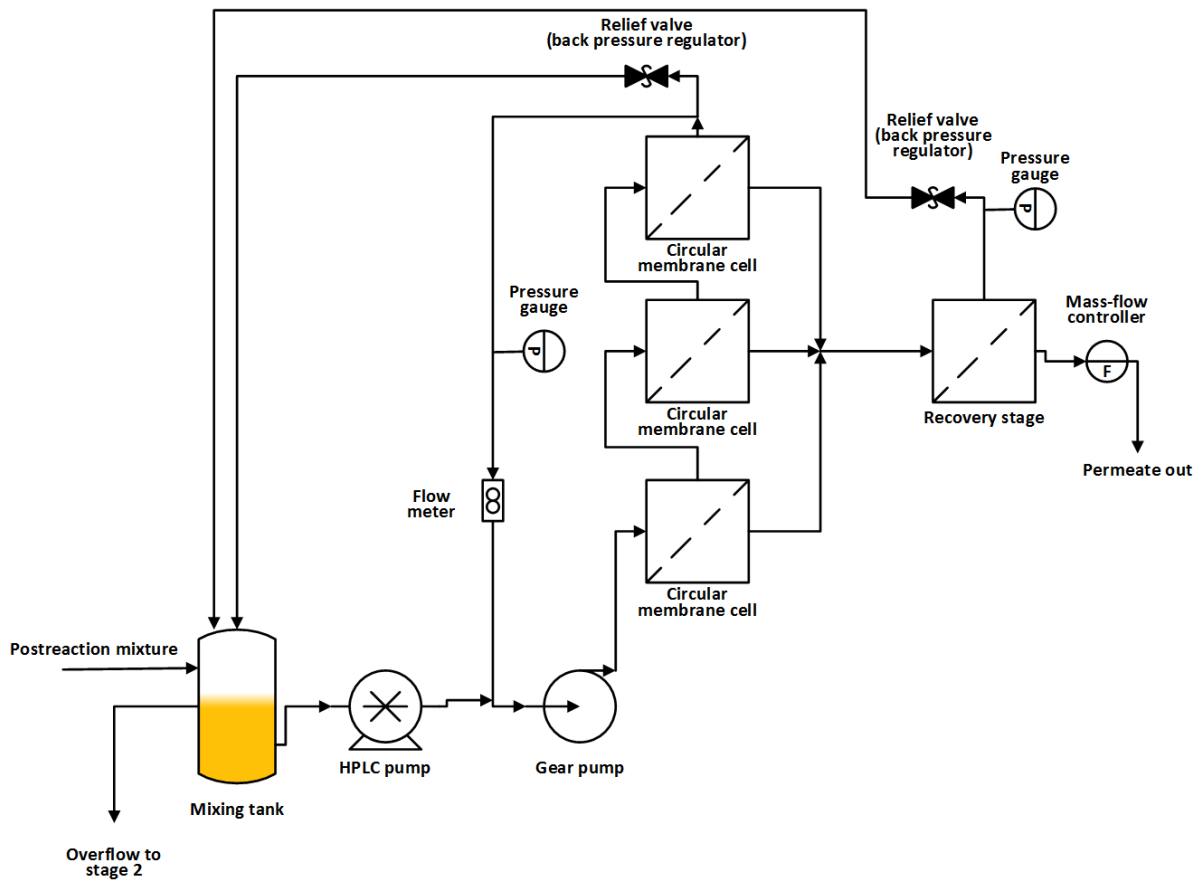 Relief valve
(back pressure regulator)
Relief valve
(back pressure
regulator)
Pressure
gauge
P
Circular
membrane cell
Pressure
gauge
P
Mass-flow
controller
F
Circular
membrane cell
Recovery stage
Permeate out
Flow
meter
Circular
membrane cell
Postreaction mixture
HPLC pump
Gear pump
Mixing tank
Overflow to
stage 2